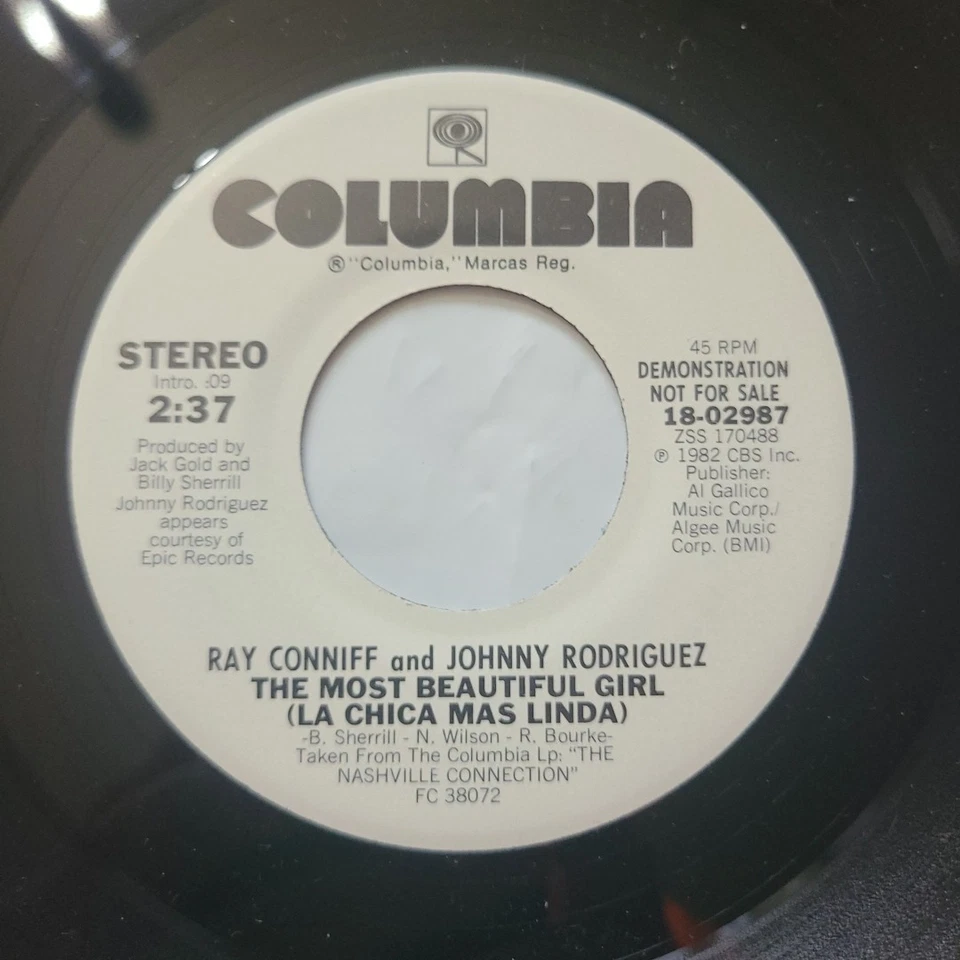 COLUMBIA
®"Columbia," Marcas Reg.
STEREO
Intro. :09
2:37
Produced by
Jack Gold and
Billy Sherrill
Johnny Rodriguez
appears
courtesy of
Epic Records
45 RPM
DEMONSTRATION
NOT FOR SALE
18-02987
ZSS 170488
℗ 1982 CBS Inc.
Publisher:
Al Gallico
Music Corp./
Algee Music
Corp. (BMI)
RAY CONNIFF and JOHNNY RODRIGUEZ
THE MOST BEAUTIFUL GIRL
(LA CHICA MAS LINDA)
-B. Sherrill - N. Wilson - R. Bourke-
Taken From The Columbia Lp: "THE
NASHVILLE CONNECTION"
FC 38072